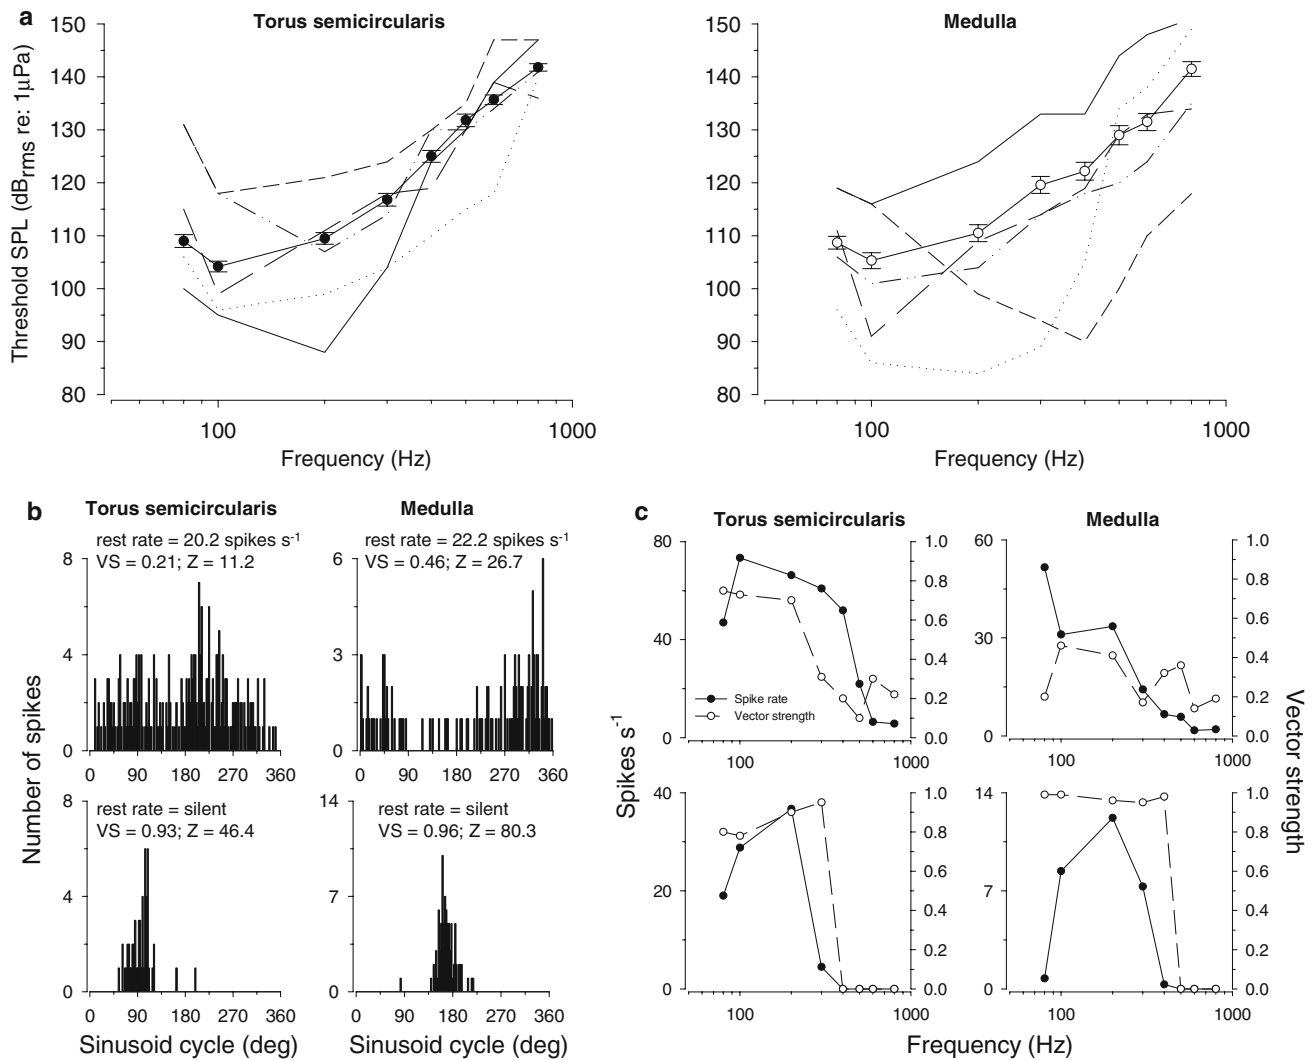 a
Torus semicircularis
Medulla
Threshold SPL (dBrms re: 1µPa)
150
140
130
120
110
100
90
80
100
1000
Frequency (Hz)
150
140
130
120
110
100
90
80
100
1000
Frequency (Hz)
b
Torus semicircularis
Medulla
Number of spikes
rest rate = 20.2 spikes s-1
VS = 0.21; Z = 11.2
8
4
0
0 90 180 270 360
rest rate = 22.2 spikes s-1
VS = 0.46; Z = 26.7
6
3
0
0 90 180 270 360
rest rate = silent
VS = 0.93; Z = 46.4
8
4
0
0 90 180 270 360
Sinusoid cycle (deg)
rest rate = silent
VS = 0.96; Z = 80.3
14
7
0
0 90 180 270 360
Sinusoid cycle (deg)
c
Torus semicircularis
Medulla
Spikes s-1
Vector strength
80
40
0
1.0
0.8
0.6
0.4
0.2
0.0
Spike rate
Vector strength
100
1000
60
30
0
1.0
0.8
0.6
0.4
0.2
0.0
100
1000
40
20
0
1.0
0.8
0.6
0.4
0.2
0.0
100
1000
14
7
0
1.0
0.8
0.6
0.4
0.2
0.0
100
1000
Frequency (Hz)